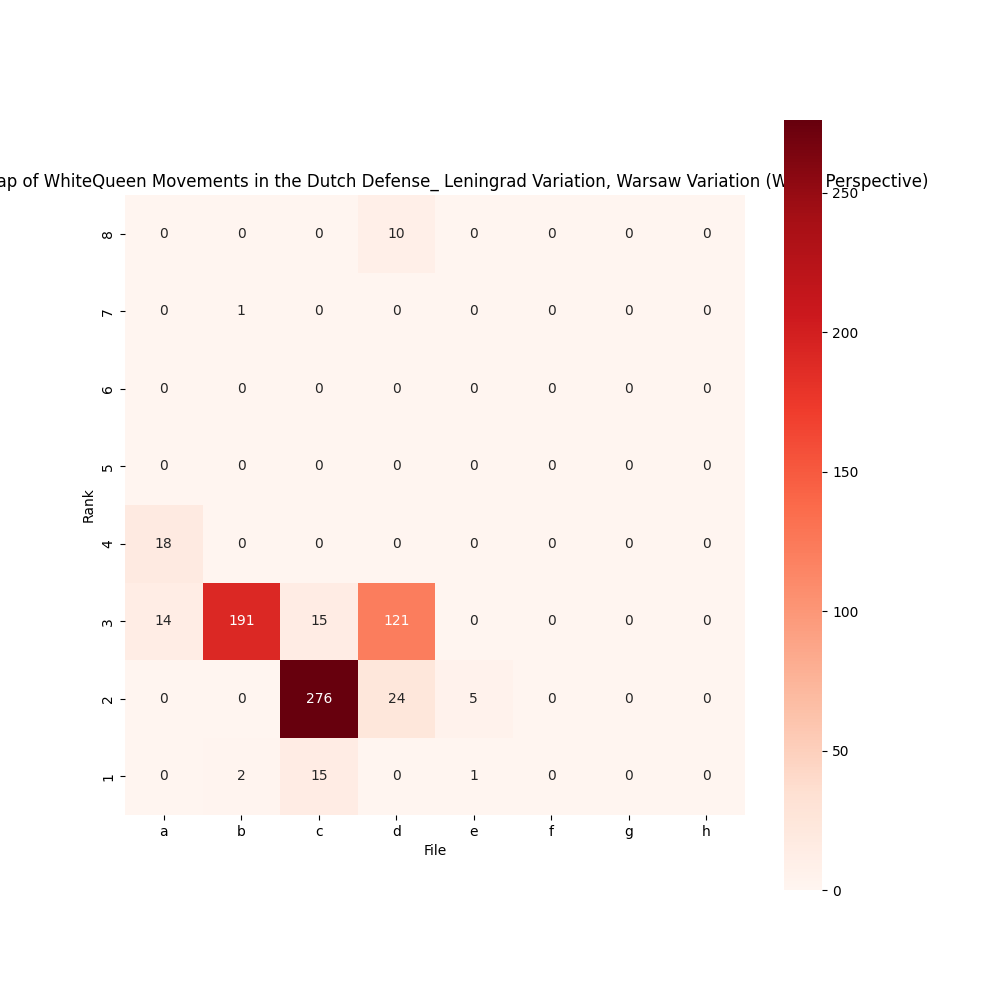 ap of WhiteQueen Movements in the Dutch Defense_ Leningrad Variation, Warsaw Variation (W Perspective)
250
200
150
100
50
0
8 0 0 0 10 0 0 0 0
7 0 1 0 0 0 0 0 0
6 0 0 0 0 0 0 0 0
5 0 0 0 0 0 0 0 0
4 18 0 0 0 0 0 0 0
3 14 191 15 121 0 0 0 0
2 0 0 276 24 5 0 0 0
1 0 2 15 0 1 0 0 0
Rank
a b c d e f g h
File